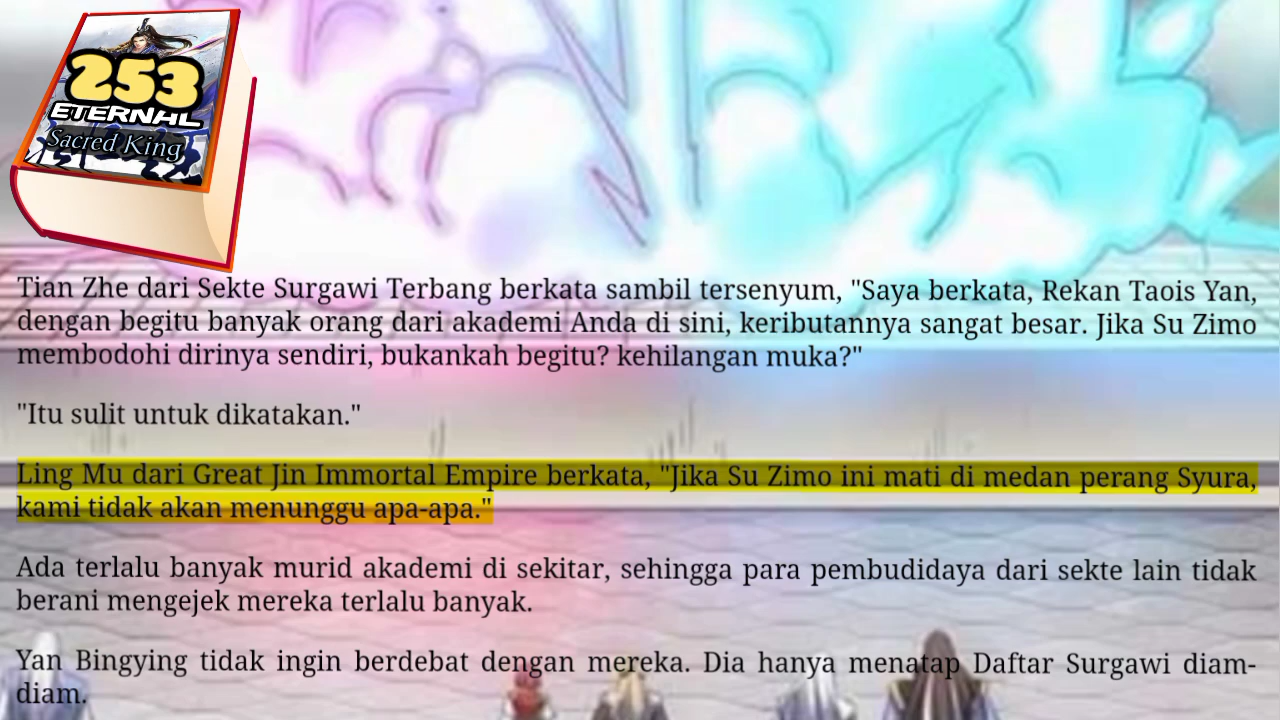 253
ETERNAL
Sacred King
Tian Zhe dari Sekte Surgawi Terbang berkata sambil tersenyum, "Saya berkata, Rekan Taois Yan,
dengan begitu banyak orang dari akademi Anda di sini, keributannya sangat besar. Jika Su Zimo
membodohi dirinya sendiri, bukankah begitu? kehilangan muka?"
"Itu sulit untuk dikatakan."
Ling Mu dari Great Jin Immortal Empire berkata, "Jika Su Zimo ini mati di medan perang Syura,
kami tidak akan menunggu apa-apa."
Ada terlalu banyak murid akademi di sekitar, sehingga para pembudidaya dari sekte lain tidak
berani mengejek mereka terlalu banyak.
Yan Bingying tidak ingin berdebat dengan mereka. Dia hanya menatap Daftar Surgawi diam-
diam.